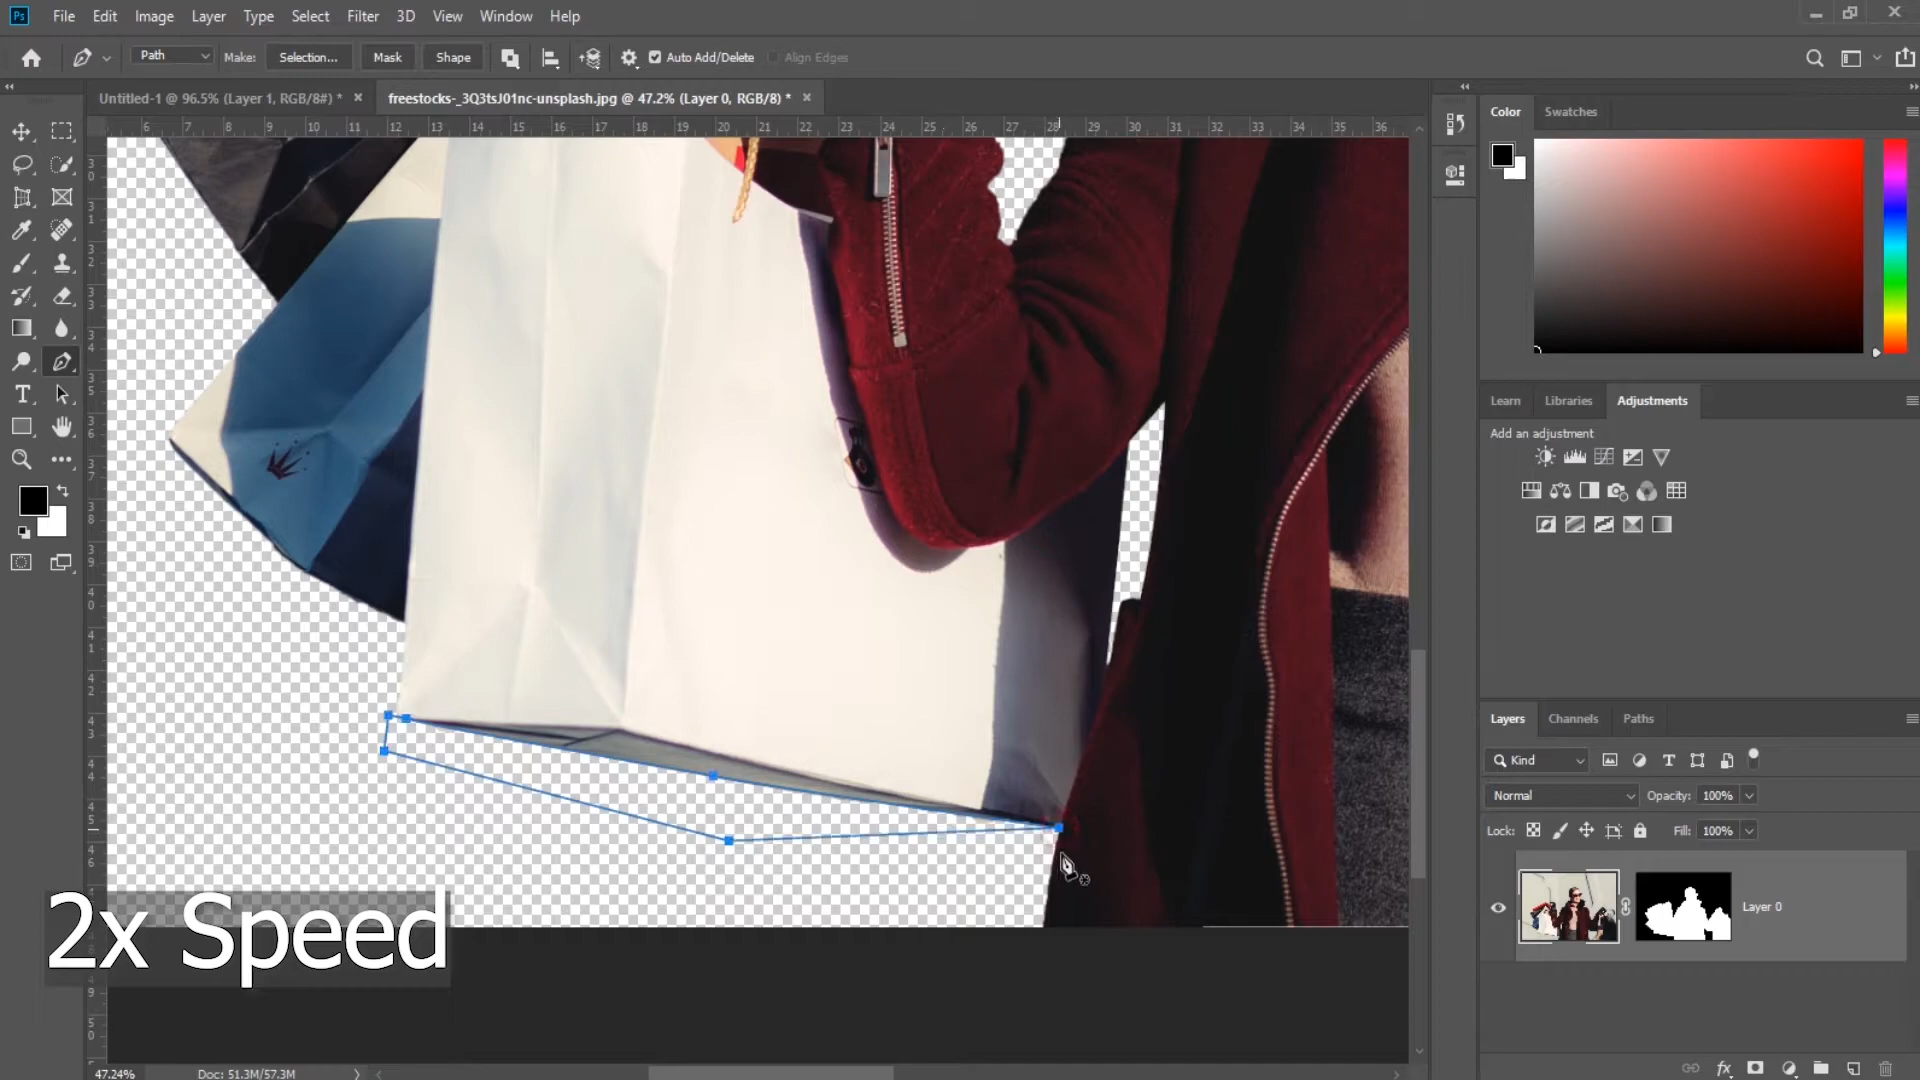 Ps File Edit Image Layer Type Select Filter 3D View Window Help
Path Make: Selection... Mask Shape Auto Add/Delete Align Edges
Untitled-1 @ 96.5% (Layer 1, RGB/8#) * × freestocks-_3Q3tsJ01nc-unsplash.jpg @ 47.2% (Layer 0, RGB/8) * ×
6 7 8 9 10 11 12 13 14 15 16 17 18 19 20 21 22 23 24 25 26 27 28 29 30 31 32 33 34 35 36
Color Swatches
Learn Libraries Adjustments
Add an adjustment
Layers Channels Paths
Kind
Normal Opacity: 100%
Lock: Fill: 100%
Layer 0
2x Speed
47.24% Doc: 51.3M/57.3M